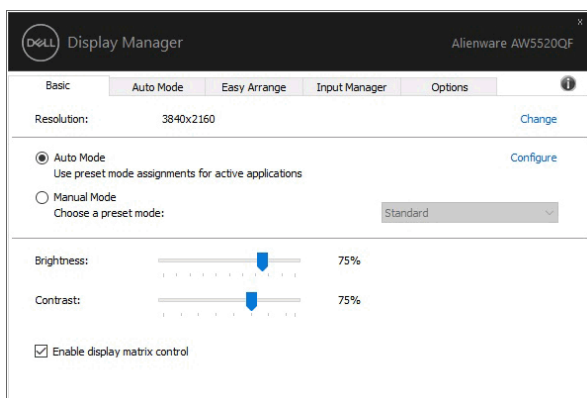 DELL Display Manager
Alienware AW5520QF
x
Basic
Auto Mode
Easy Arrange
Input Manager
Options
i
Resolution:
3840x2160
Change
Auto Mode
Configure
Use preset mode assignments for active applications
Manual Mode
Choose a preset mode:
Standard
Brightness:
75%
Contrast:
75%
Enable display matrix control